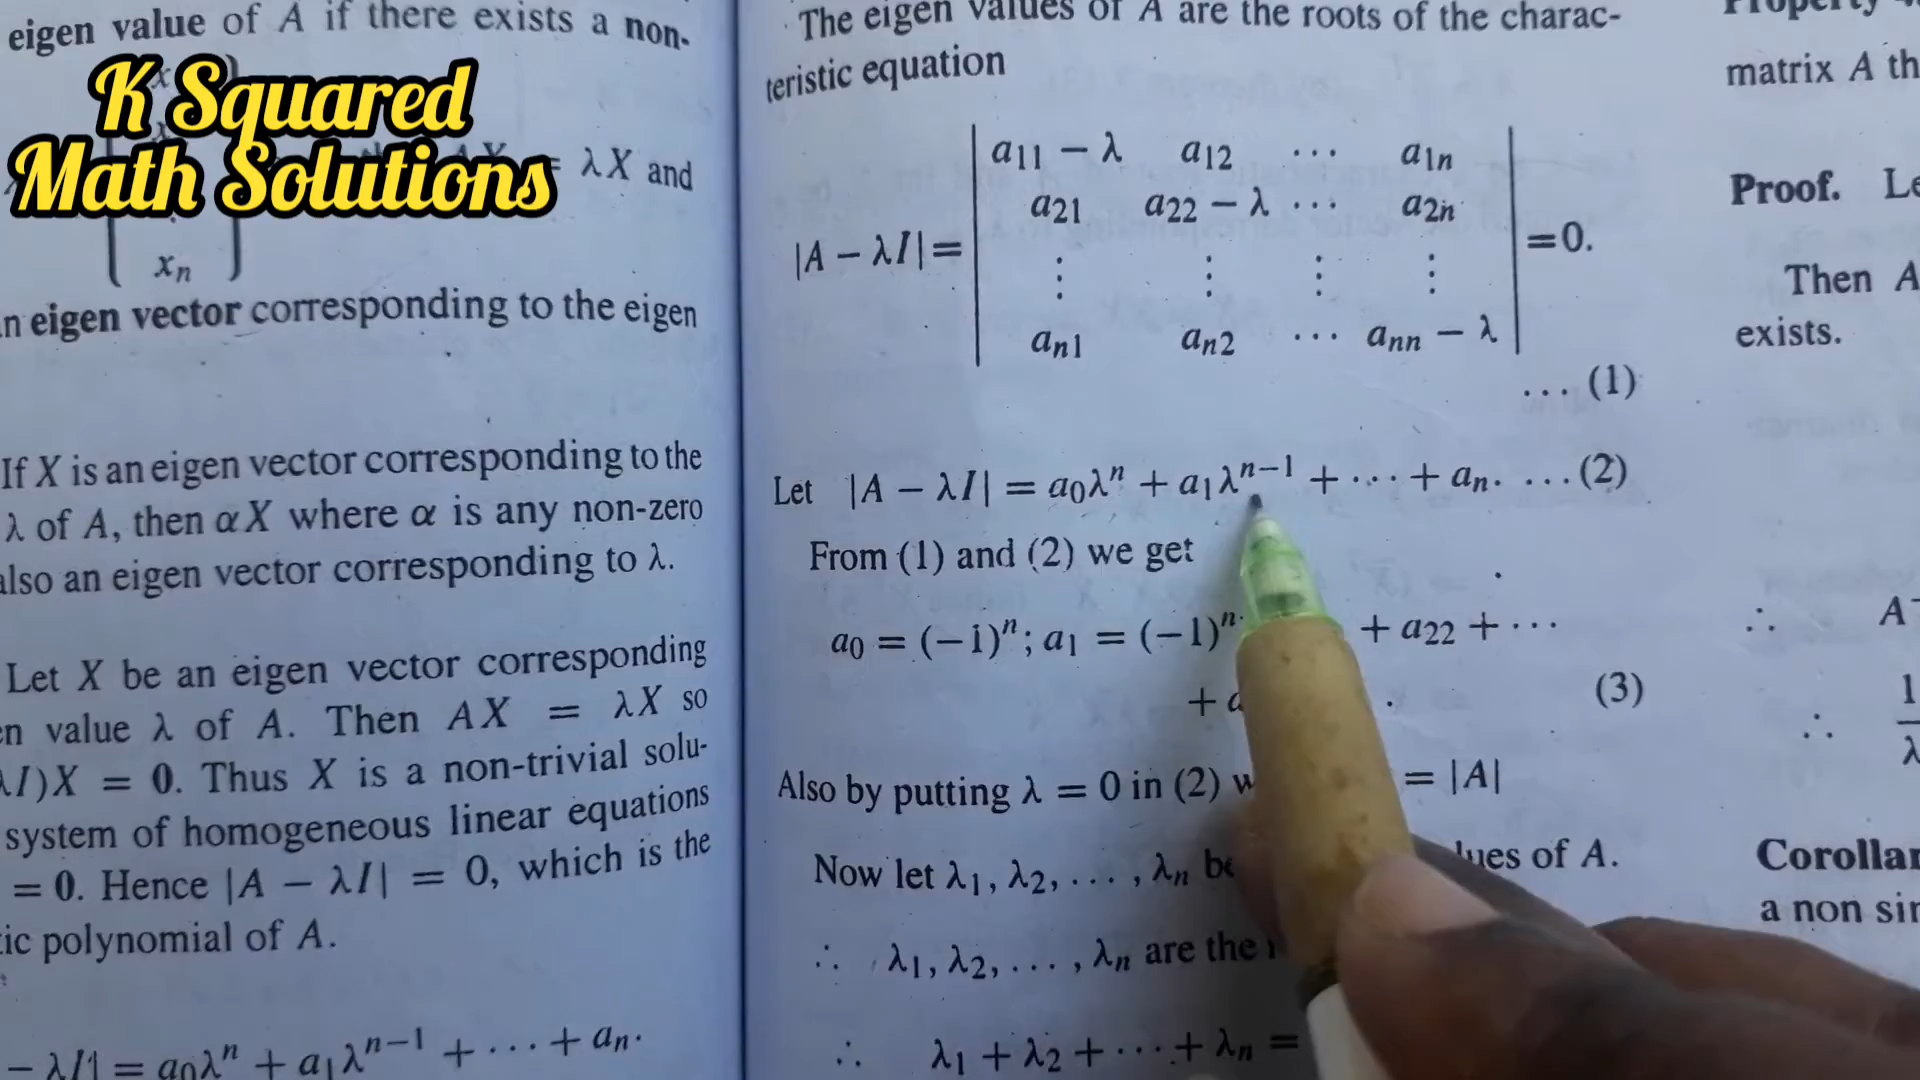 K Squared
Math Solutions
eigen value of A if there exists a non-
= λX and
xn
eigen vector corresponding to the eigen
If X is an eigen vector corresponding to the
λ of A, then αX where α is any non-zero
also an eigen vector corresponding to λ.
Let X be an eigen vector corresponding
value λ of A. Then AX = λX so
I)X = 0. Thus X is a non-trivial solu-
system of homogeneous linear equations
= 0. Hence |A − λI| = 0, which is the
polynomial of A.
− λI| = a0λ^n + a1λ^{n−1} + ··· + an.
The eigen values of A are the roots of the charac-
teristic equation
a11 − λ a12 ··· a1n
a21 a22 − λ ··· a2n
|A − λI| = = 0.
⋮ ⋮ ⋮ ⋮
an1 an2 ··· ann − λ
... (1)
Let |A − λI| = a0λ^n + a1λ^{n−1} + ··· + an. ... (2)
From (1) and (2) we get
a0 = (−1)^n; a1 = (−1)^n + a22 + ···
+ (3)
Also by putting λ = 0 in (2) = |A|
Now let λ1, λ2, ..., λn of A.
∴ λ1, λ2, ..., λn are the
∴ λ1 + λ2 + ··· + λn =
matrix A
Proof.
Then A
exists.
∴ A
∴ 1
λ
a non